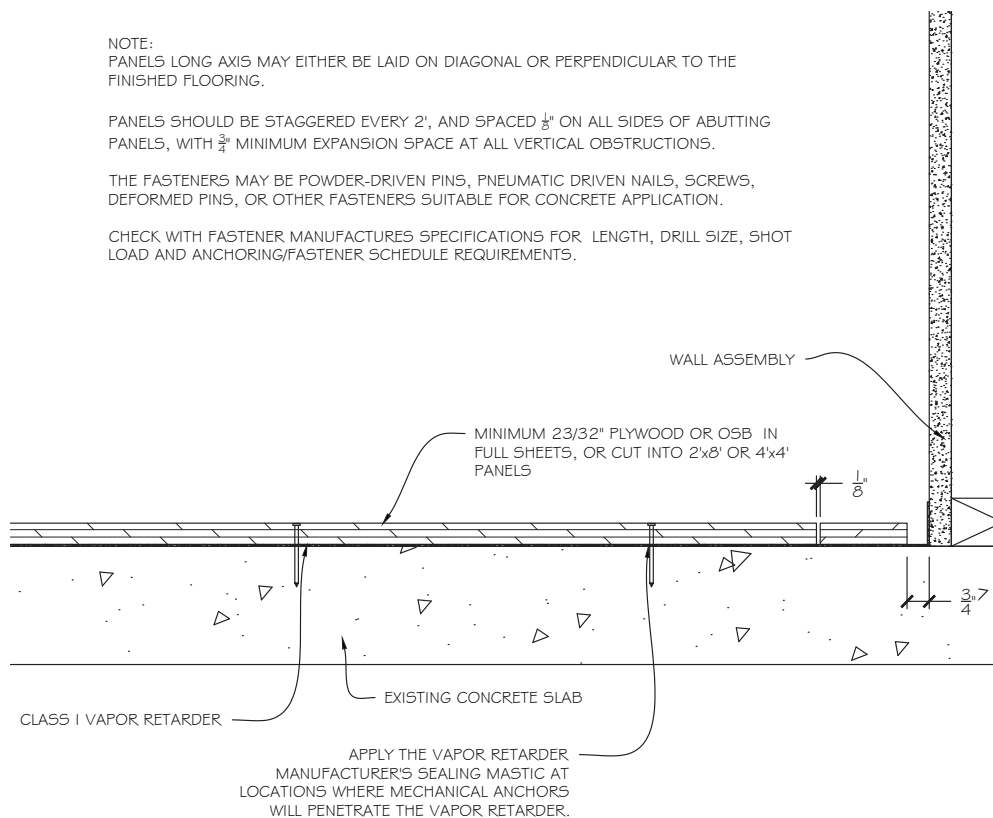 NOTE:
PANELS LONG AXIS MAY EITHER BE LAID ON DIAGONAL OR PERPENDICULAR TO THE
FINISHED FLOORING.
PANELS SHOULD BE STAGGERED EVERY 2', AND SPACED 1/8" ON ALL SIDES OF ABUTTING
PANELS, WITH 3/4" MINIMUM EXPANSION SPACE AT ALL VERTICAL OBSTRUCTIONS.
THE FASTENERS MAY BE POWDER-DRIVEN PINS, PNEUMATIC DRIVEN NAILS, SCREWS,
DEFORMED PINS, OR OTHER FASTENERS SUITABLE FOR CONCRETE APPLICATION.
CHECK WITH FASTENER MANUFACTURES SPECIFICATIONS FOR LENGTH, DRILL SIZE, SHOT
LOAD AND ANCHORING/FASTENER SCHEDULE REQUIREMENTS.
WALL ASSEMBLY
MINIMUM 23/32" PLYWOOD OR OSB IN
FULL SHEETS, OR CUT INTO 2'x8' OR 4'x4'
PANELS
1/8"
3/4"
EXISTING CONCRETE SLAB
CLASS I VAPOR RETARDER
APPLY THE VAPOR RETARDER
MANUFACTURER'S SEALING MASTIC AT
LOCATIONS WHERE MECHANICAL ANCHORS
WILL PENETRATE THE VAPOR RETARDER.